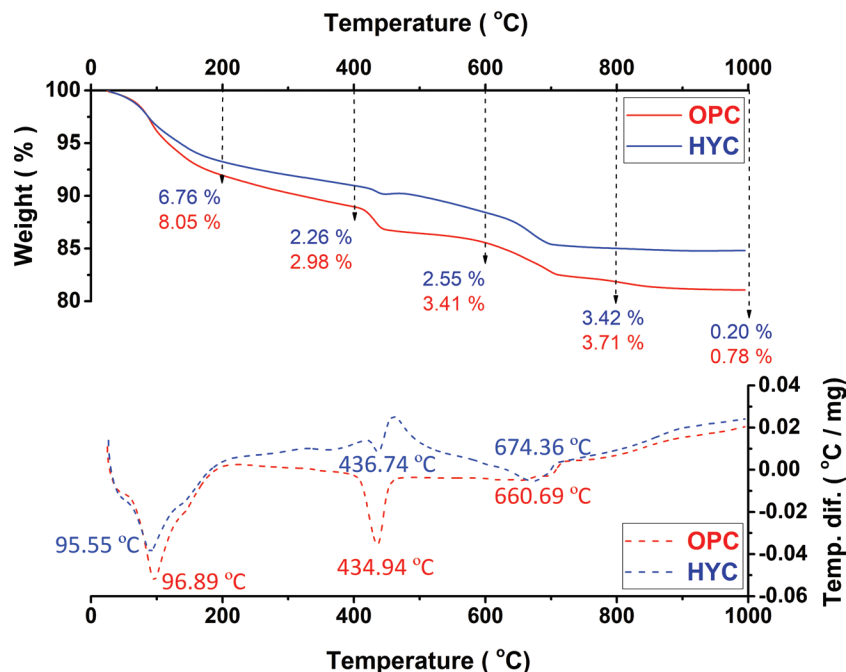 Temperature ( °C)
0 200 400 600 800 1000
100
95
90
85
80
Weight ( % )
OPC
HYC
6.76 %
8.05 %
2.26 %
2.98 %
2.55 %
3.41 %
3.42 %
3.71 %
0.20 %
0.78 %
0.04
0.02
0.00
-0.02
-0.04
-0.06
Temp. dif. ( °C / mg)
674.36 °C
436.74 °C
660.69 °C
95.55 °C
96.89 °C
434.94 °C
OPC
HYC
0 200 400 600 800 1000
Temperature ( °C)